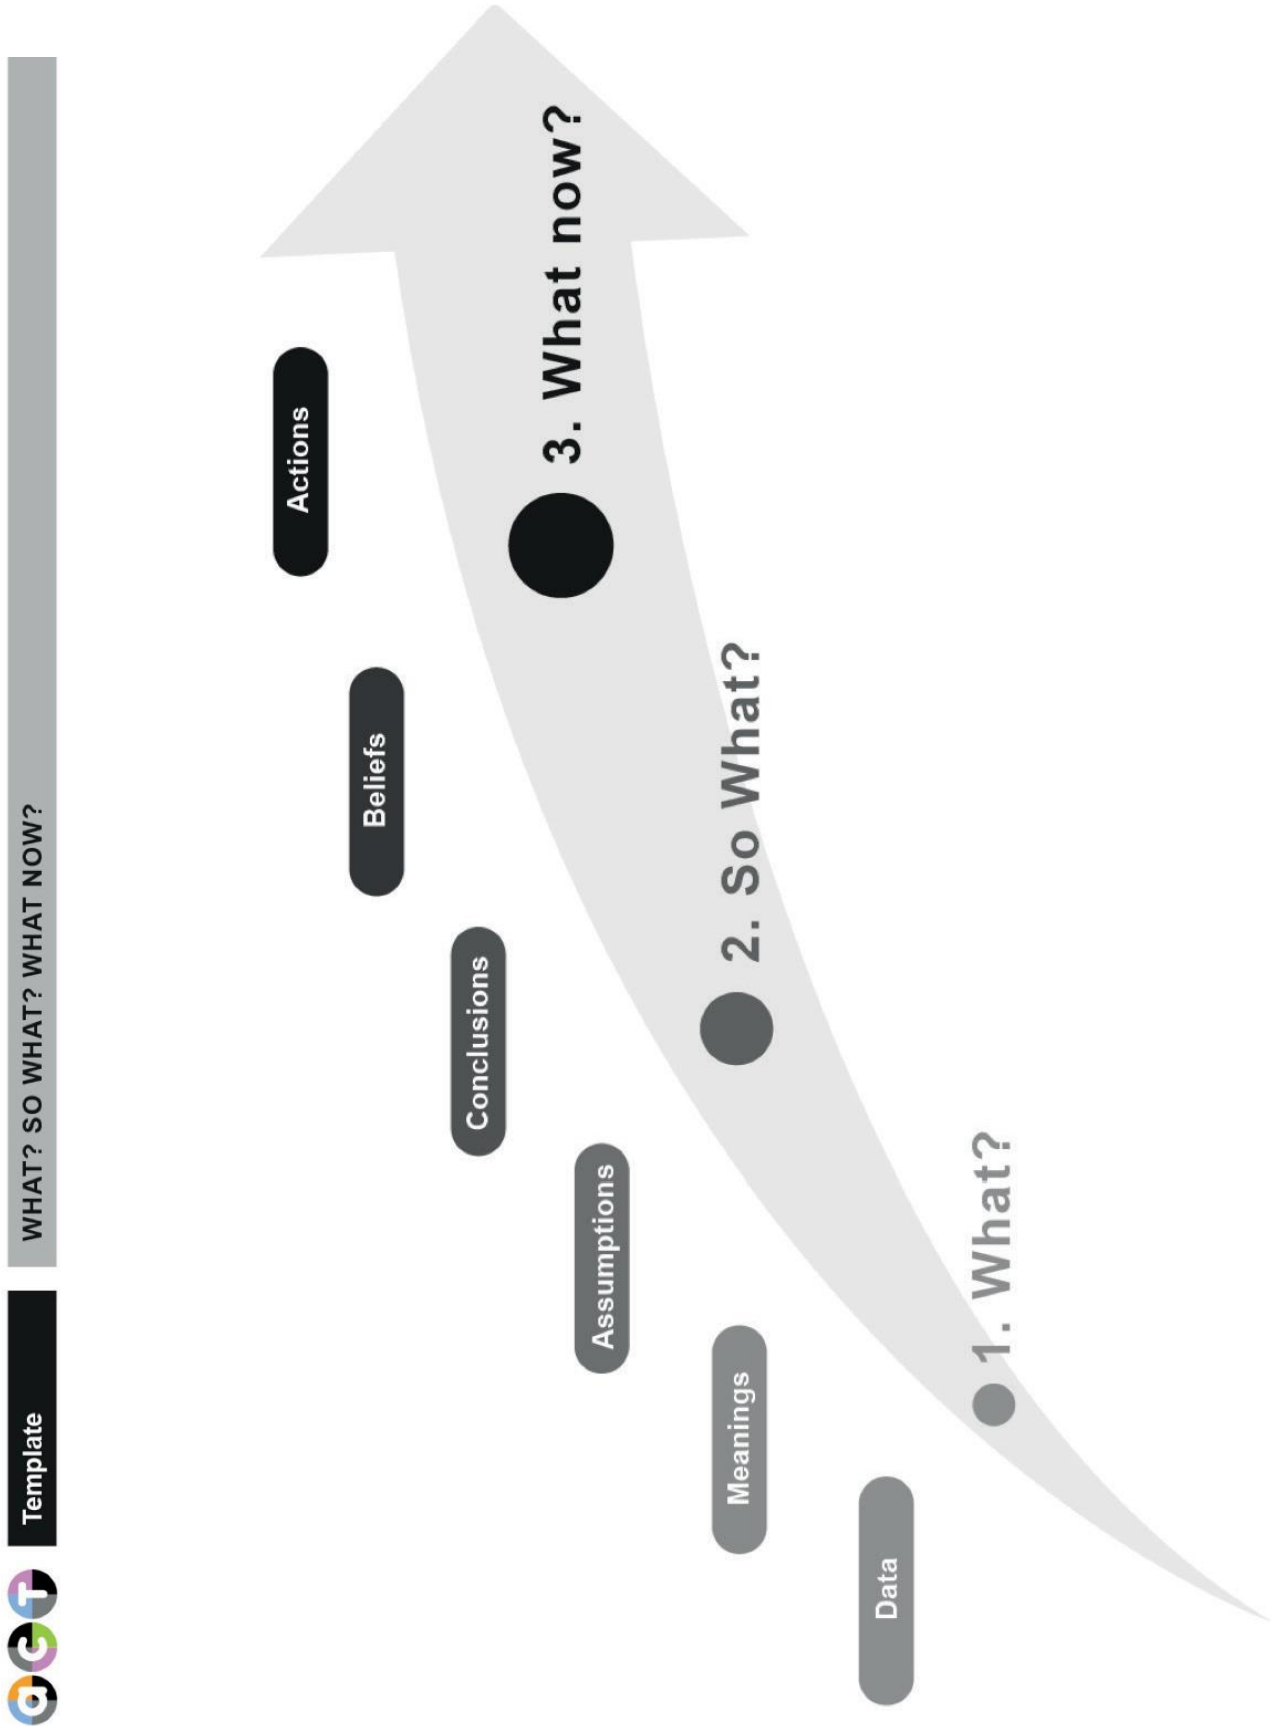 act
Template
WHAT? SO WHAT? WHAT NOW?
Actions
Beliefs
Conclusions
Assumptions
Meanings
Data
3. What now?
2. So What?
1. What?